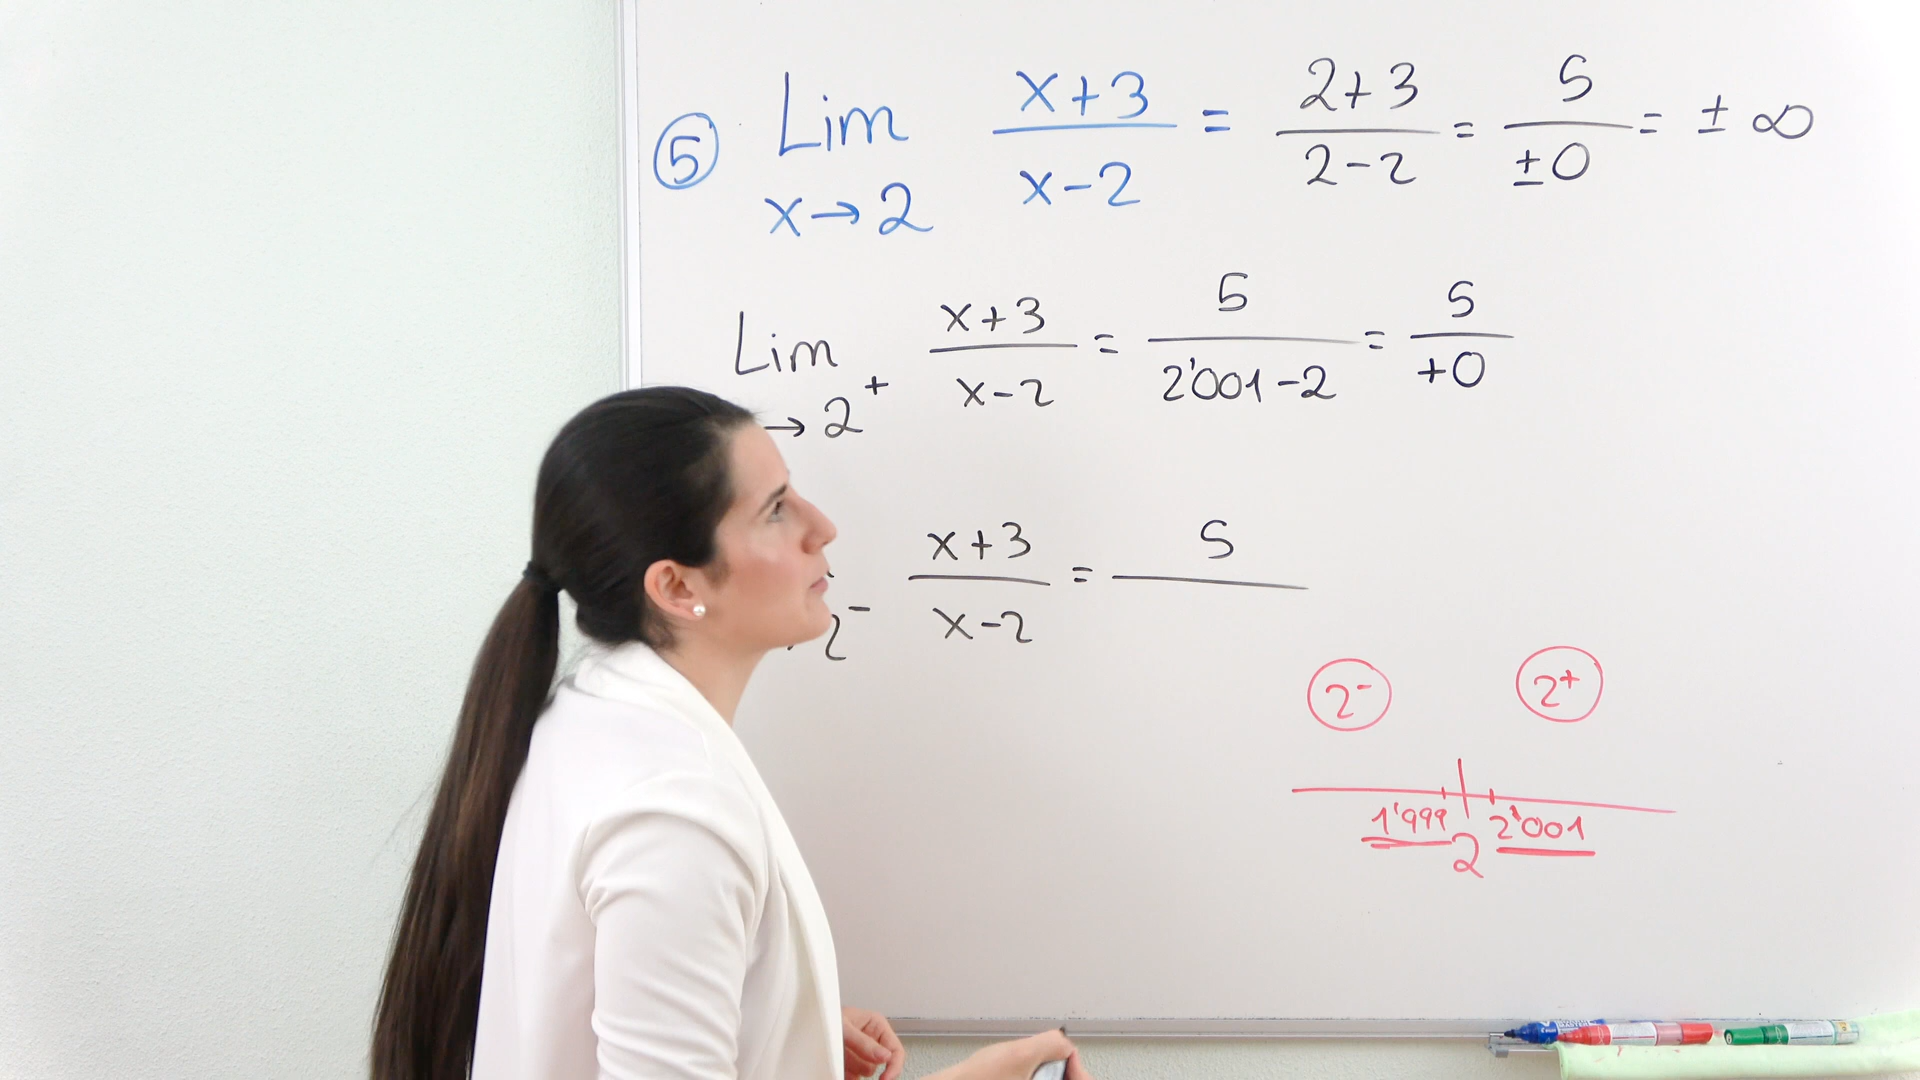 ⑤ Lim x→2 (x+3)/(x-2) = (2+3)/(2-2) = 5/±0 = ± ∞
Lim →2⁺ (x+3)/(x-2) = 5/(2'001-2) = 5/+0
2⁻ (x+3)/(x-2) = 5/
2⁻ 2⁺
1'999 2 2'001